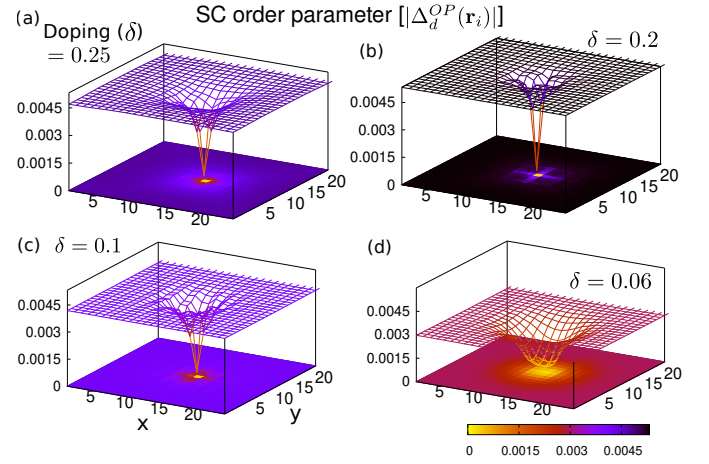 SC order parameter [|Δ_d^{OP}(r_i)|]
(a) Doping (δ) = 0.25
0.0045
0.003
0.0015
0
5 10 15 20
5 10 15 20
(b) δ = 0.2
0.0045
0.003
0.0015
0
5 10 15 20
5 10 15 20
(c) δ = 0.1
0.0045
0.003
0.0015
0
5 10 15 20
x
5 10 15 20
y
(d) δ = 0.06
0.0045
0.003
0.0015
0
5 10 15 20
5 10 15 20
0 0.0015 0.003 0.0045